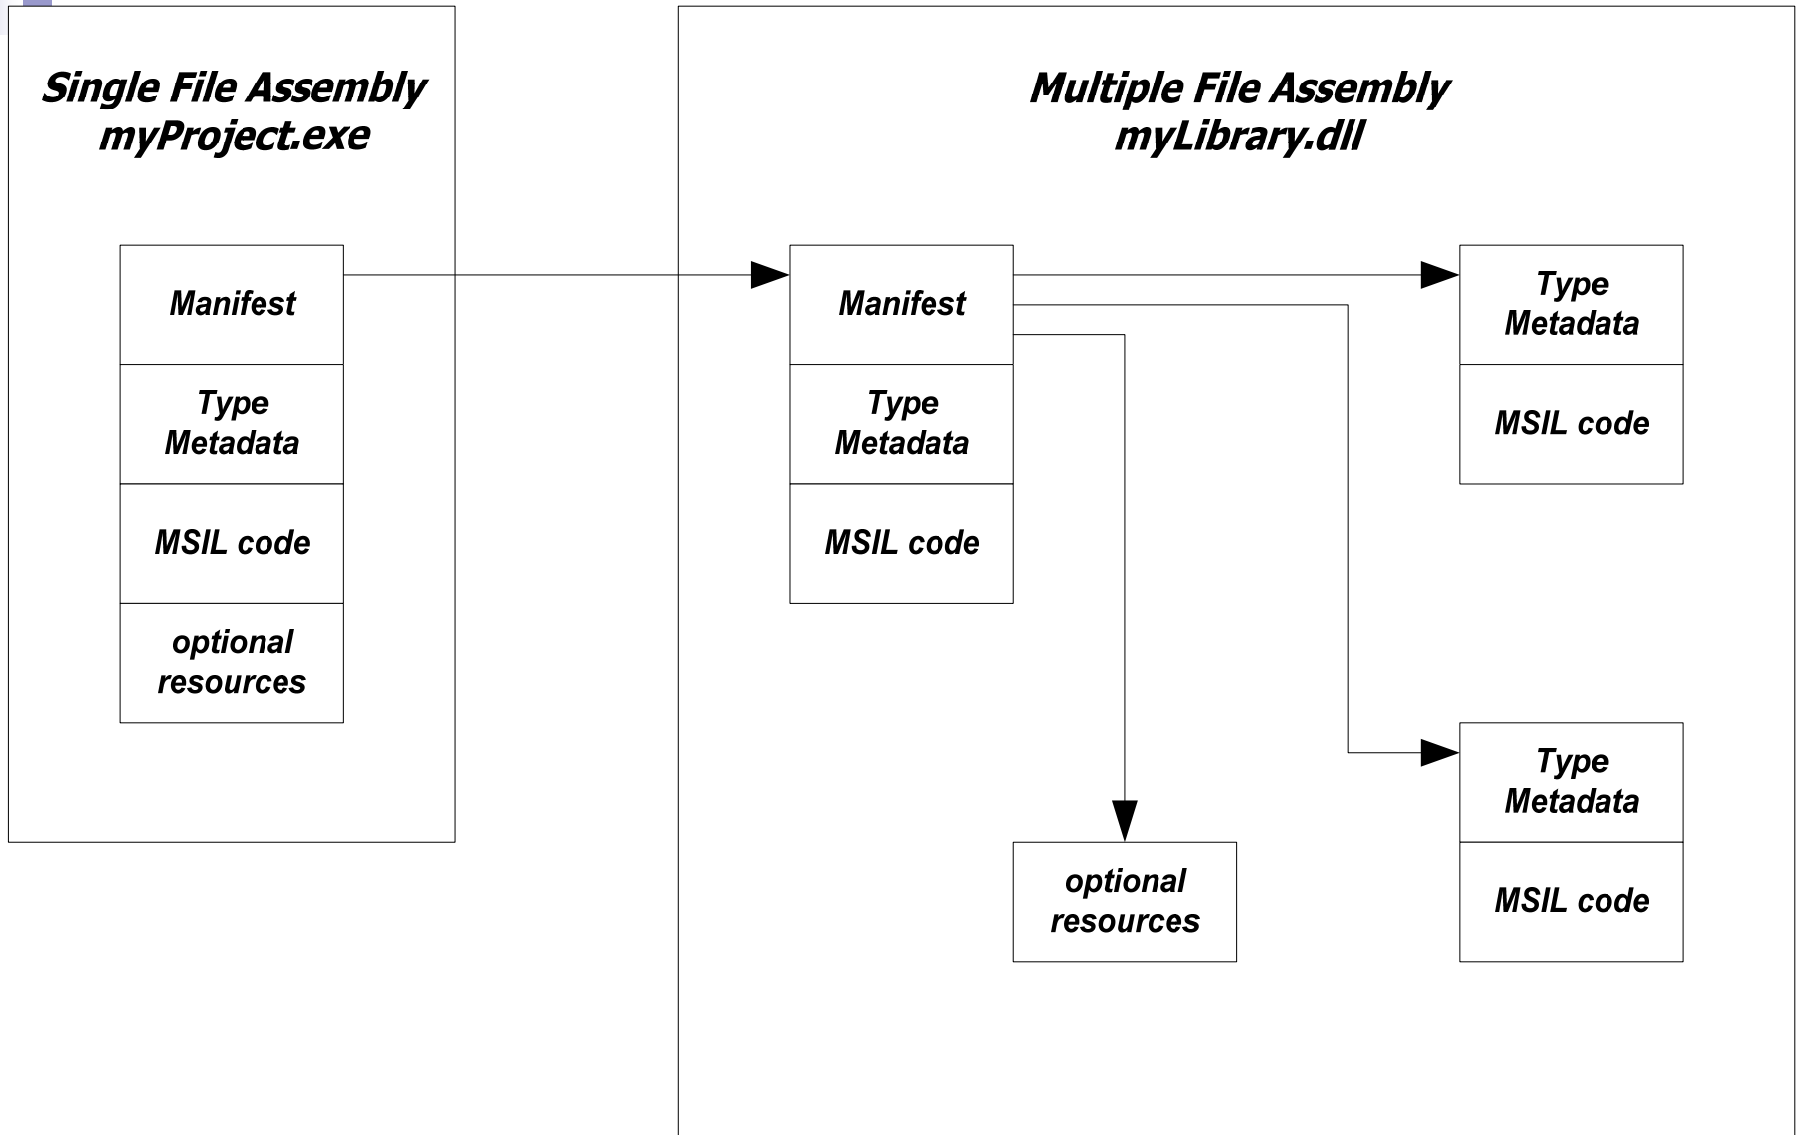 Single File Assembly
myProject.exe
Manifest
Type
Metadata
MSIL code
optional
resources
Multiple File Assembly
myLibrary.dll
Manifest
Type
Metadata
MSIL code
optional
resources
Type
Metadata
MSIL code
Type
Metadata
MSIL code